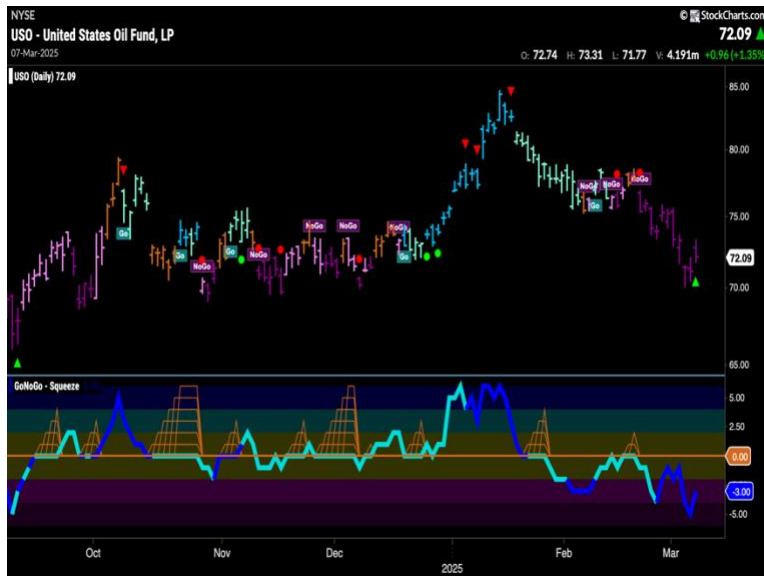 NYSE
© StockCharts.com
USO - United States Oil Fund, LP
72.09
07-Mar-2025
O: 72.74 H: 73.31 L: 71.77 V: 4.191m +0.96 (+1.35%)
USO (Daily) 72.09
85.00
80.00
75.00
72.09
70.00
65.00
Go
Go
NoGo
Go
NoGo
NoGo
NoGo
NoGo
Go
NoGo
Go
NoGo
NoGo
GoNoGo - Squeeze
5.00
2.50
0.00
-3.00
-5.00
Oct Nov Dec Feb Mar
2025